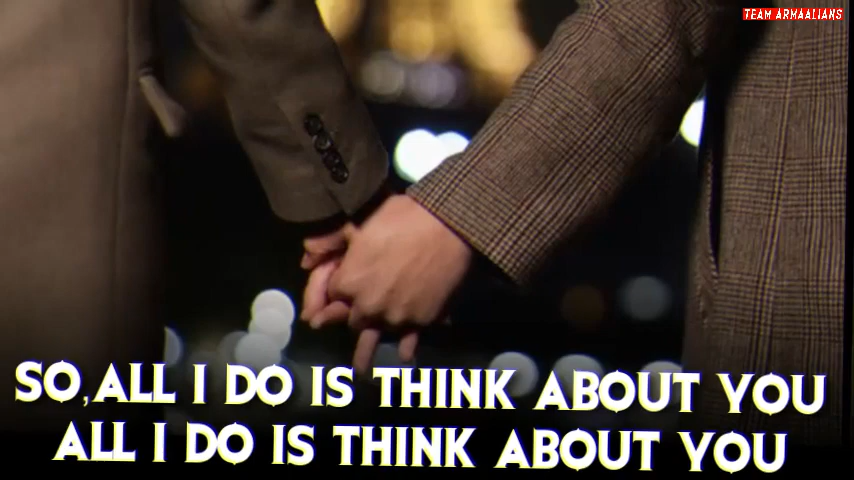 TEAM ARMAALIANS
SO,ALL I DO IS THINK ABOUT YOU
ALL I DO IS THINK ABOUT YOU